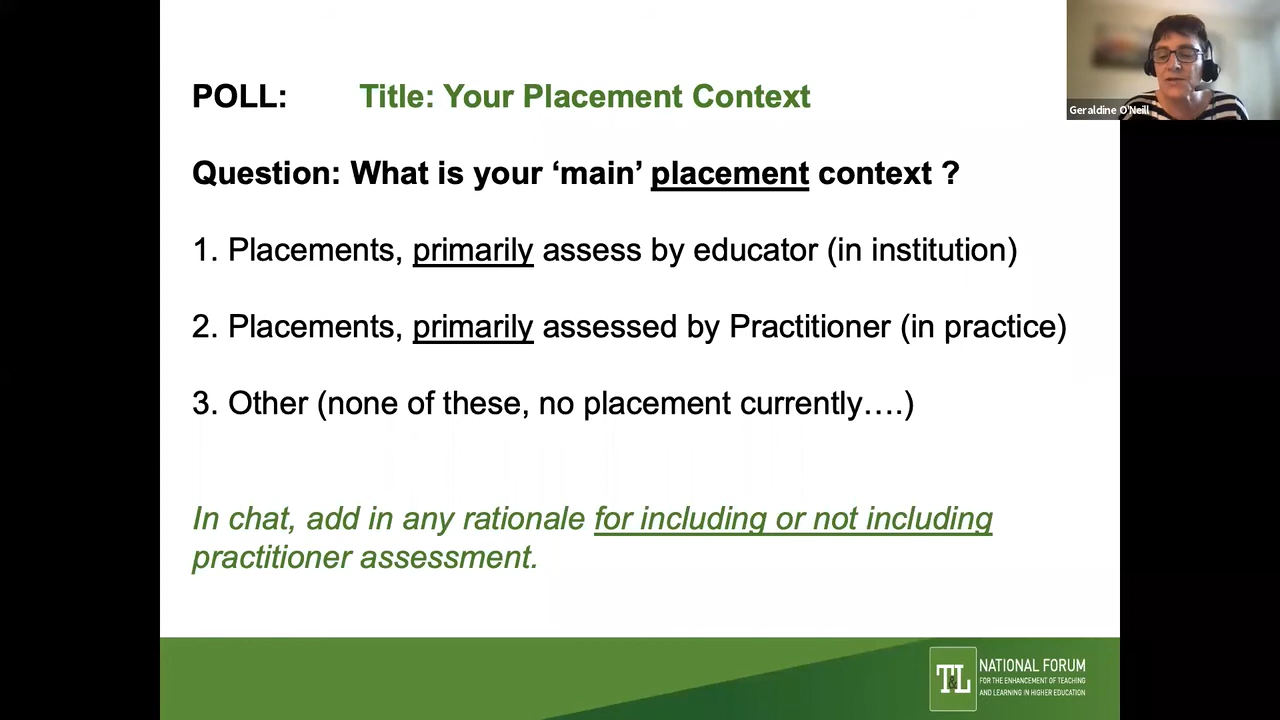 POLL: Title: Your Placement Context
Geraldine O'Neill
Question: What is your ‘main’ placement context ?
1. Placements, primarily assess by educator (in institution)
2. Placements, primarily assessed by Practitioner (in practice)
3. Other (none of these, no placement currently….)
In chat, add in any rationale for including or not including
practitioner assessment.
T&L
NATIONAL FORUM
FOR THE ENHANCEMENT OF TEACHING
AND LEARNING IN HIGHER EDUCATION